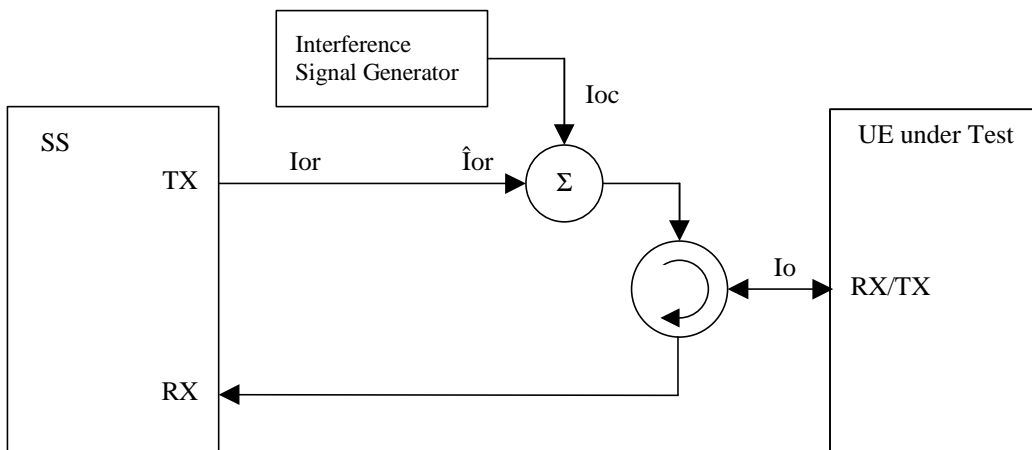 Interference
Signal Generator
Ioc
SS
UE under Test
TX
Ior
Îor
Σ
Io
RX/TX
RX